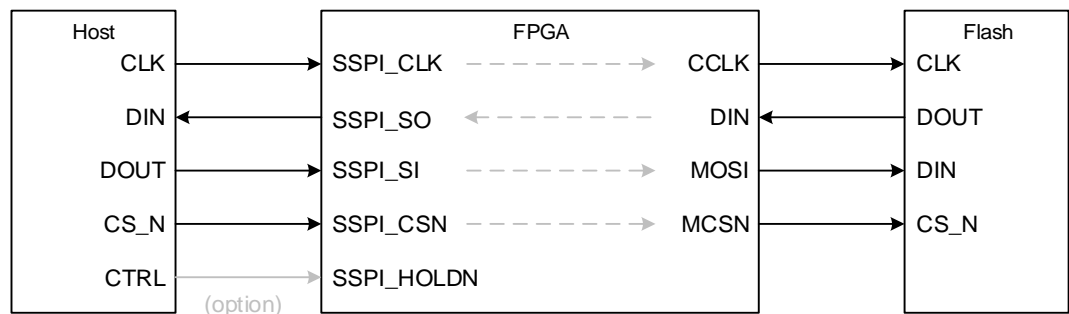 Host FPGA Flash
CLK SSPI_CLK CCLK CLK
DIN SSPI_SO DIN DOUT
DOUT SSPI_SI MOSI DIN
CS_N SSPI_CSN MCSN CS_N
CTRL SSPI_HOLDN
(option)